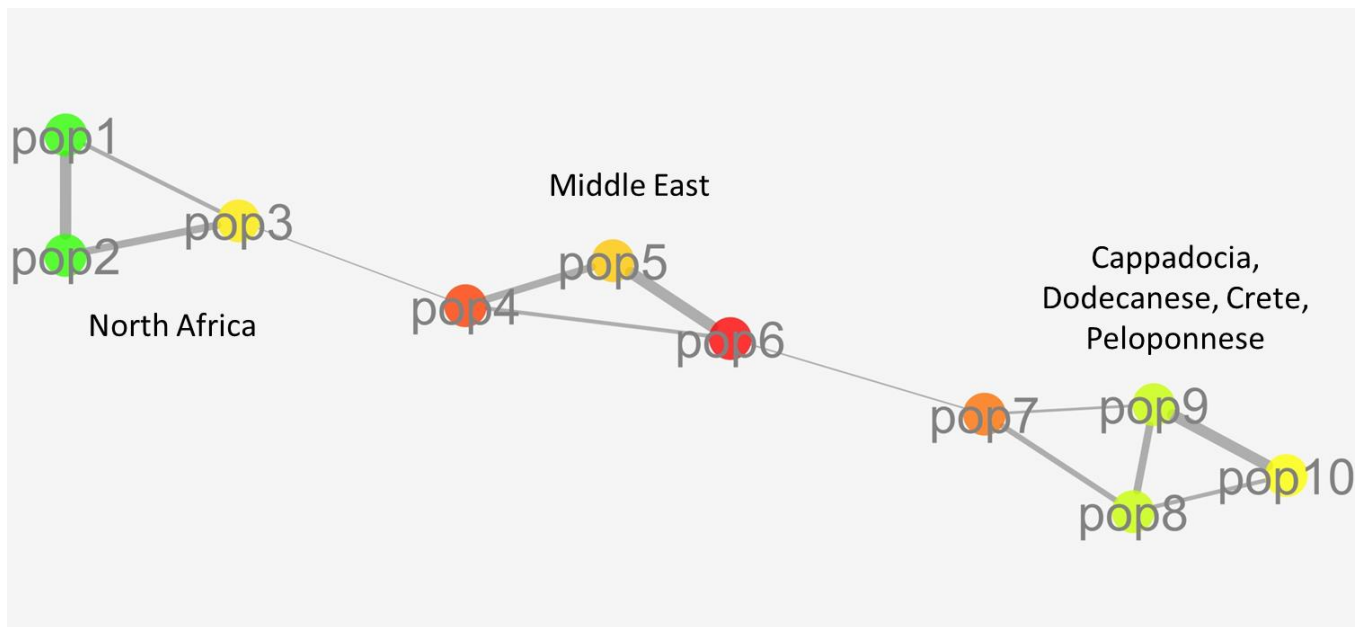 pop1
pop2
pop3
North Africa
Middle East
pop4
pop5
pop6
Cappadocia,
Dodecanese, Crete,
Peloponnese
pop7
pop9
pop8
pop10